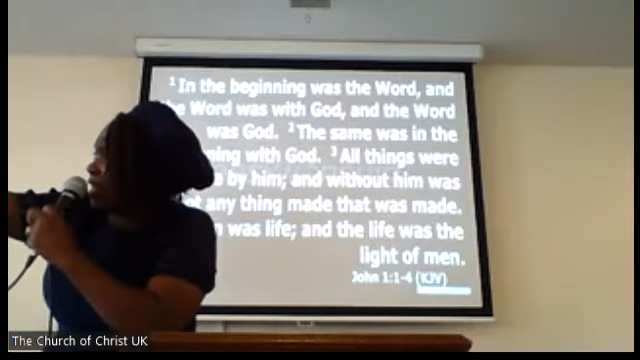 1 In the beginning was the Word, and
the Word was with God, and the Word
was God. 2 The same was in the
ning with God. 3 All things were
by him; and without him was
any thing made that was made.
was life; and the life was the
light of men.
John 1:1-4 (KJV)
The Church of Christ UK